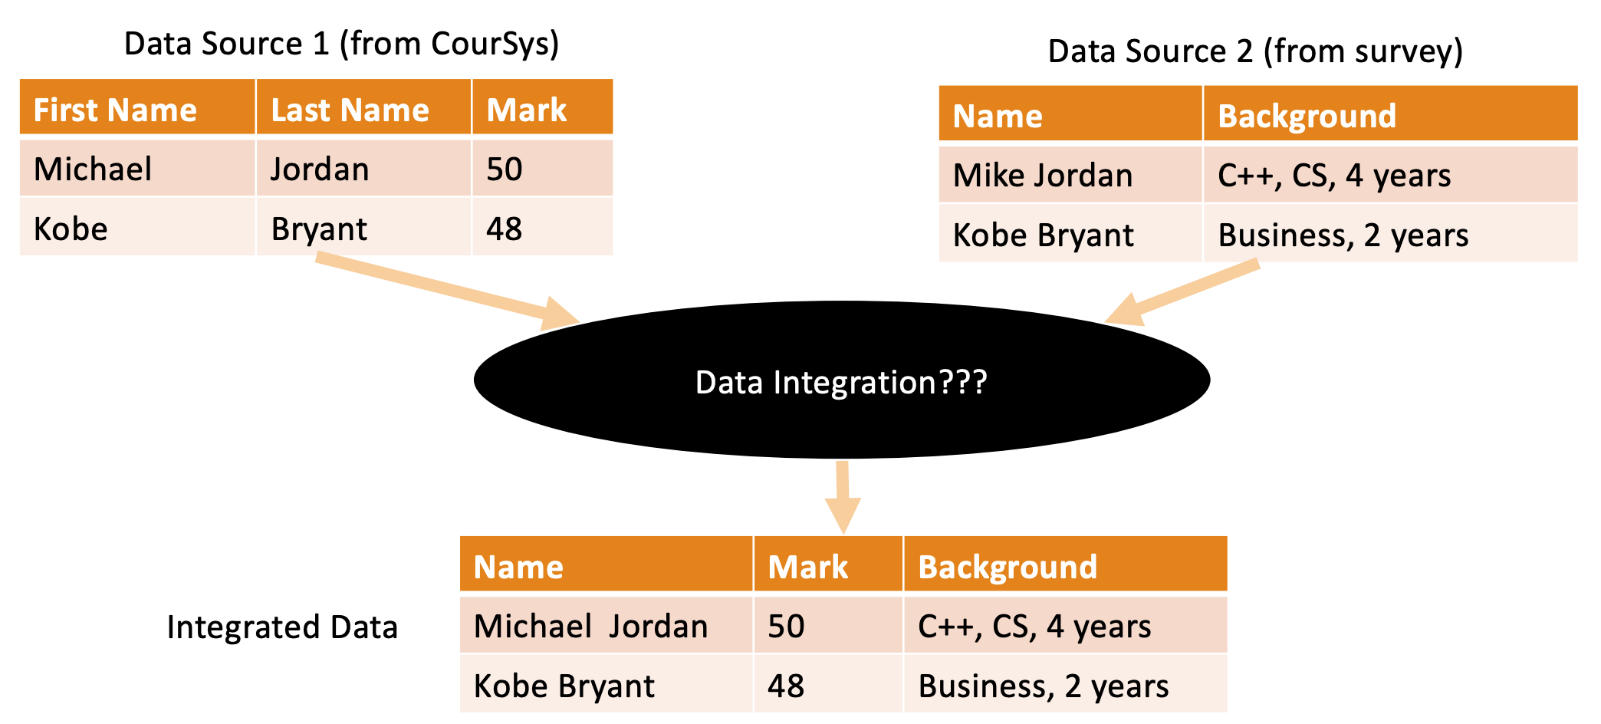 Data Source 1 (from CourSys)
First Name Last Name Mark
Michael Jordan 50
Kobe Bryant 48
Data Source 2 (from survey)
Name Background
Mike Jordan C++, CS, 4 years
Kobe Bryant Business, 2 years
Data Integration???
Integrated Data
Name Mark Background
Michael Jordan 50 C++, CS, 4 years
Kobe Bryant 48 Business, 2 years